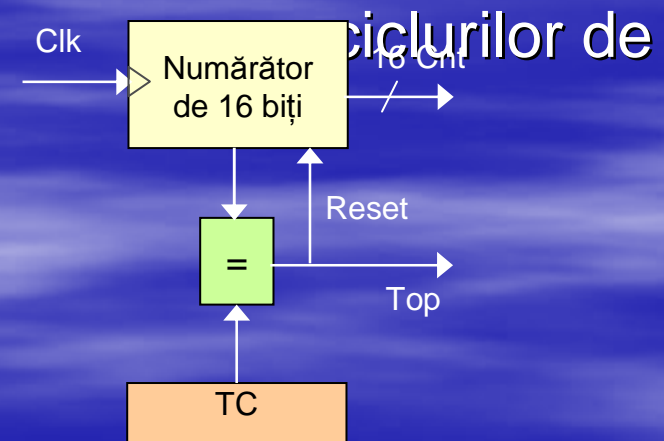 ciclurilor de
Clk
16 Cnt
Numărător
de 16 biți
Reset
=
Top
TC